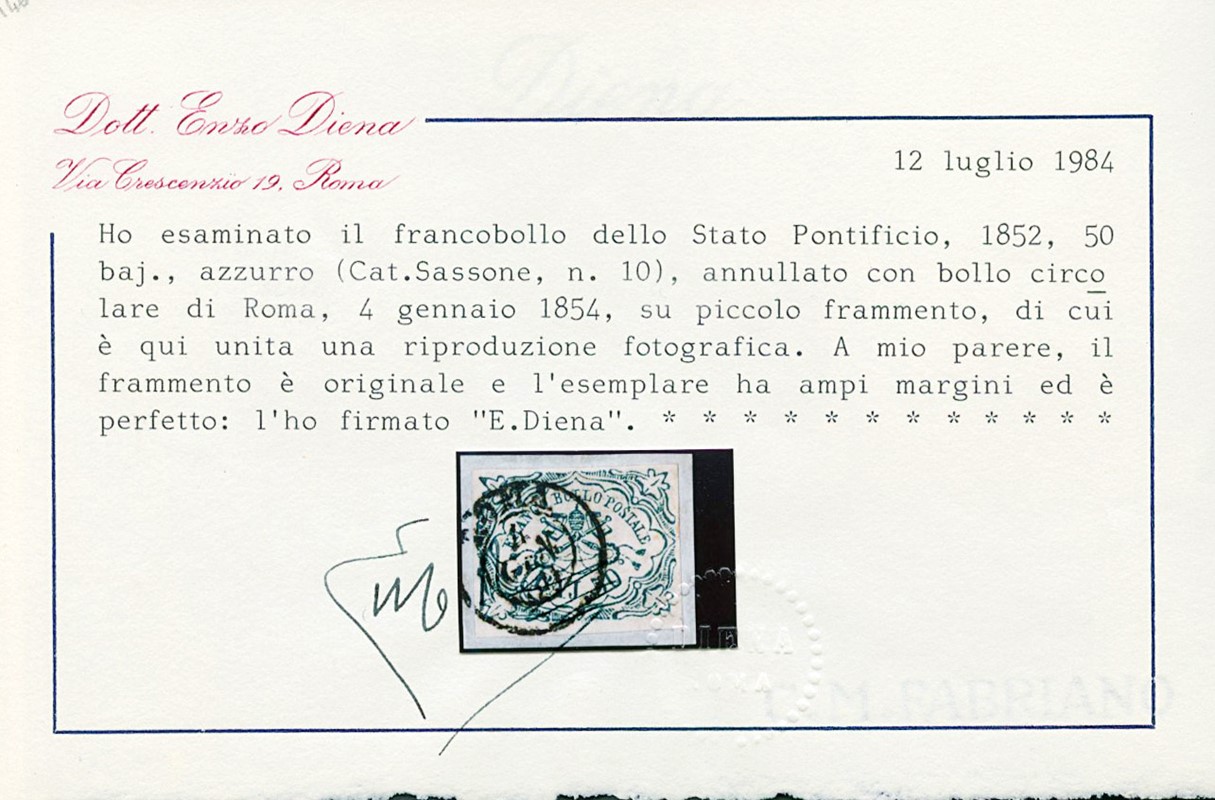 Dott. Enzo Diena
Via Crescenzio 19, Roma
12 luglio 1984
Ho esaminato il francobollo dello Stato Pontificio, 1852, 50
baj., azzurro (Cat.Sassone, n. 10), annullato con bollo circo
lare di Roma, 4 gennaio 1854, su piccolo frammento, di cui
è qui unita una riproduzione fotografica. A mio parere, il
frammento è originale e l'esemplare ha ampi margini ed è
perfetto: l'ho firmato "E.Diena". * * * * * * * * * * * *
BOLLO POSTALE
DIENA
ROMA
C. M. FABRIANO